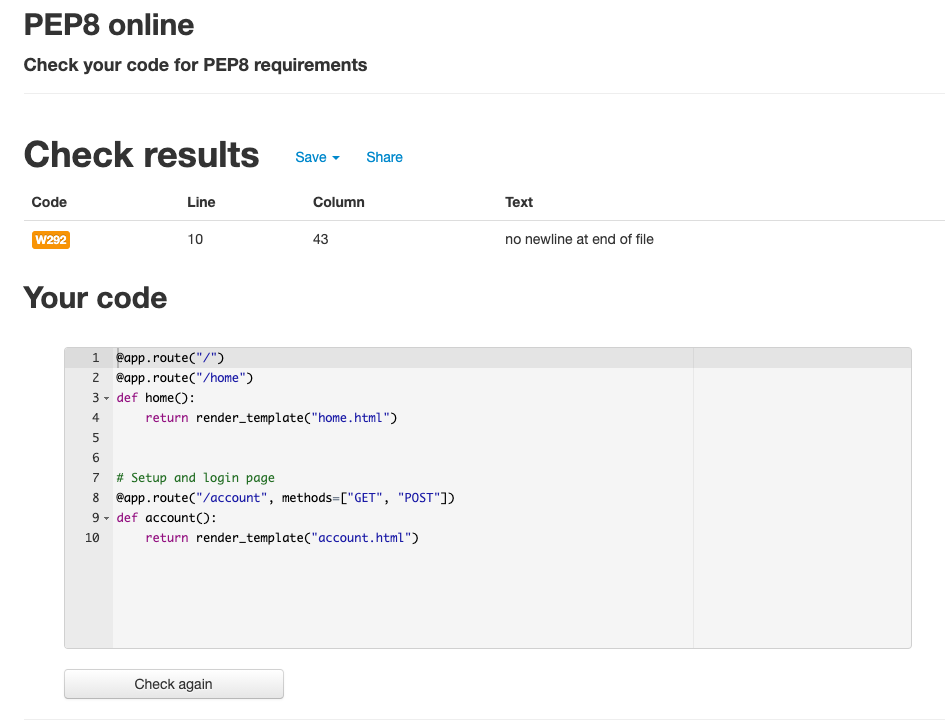 PEP8 online
Check your code for PEP8 requirements
Check results Save Share
Code Line Column Text
W292 10 43 no newline at end of file
Your code
1 @app.route("/")
2 @app.route("/home")
3 def home():
4     return render_template("home.html")
5
6
7 # Setup and login page
8 @app.route("/account", methods=["GET", "POST"])
9 def account():
10     return render_template("account.html")
Check again